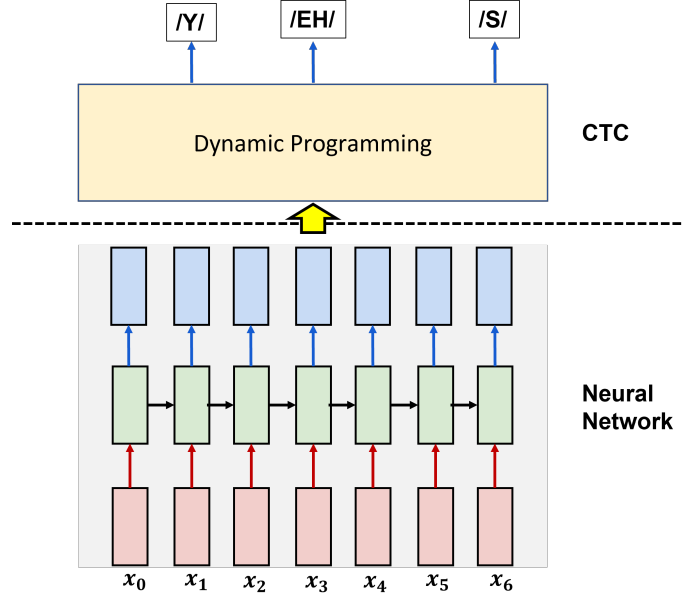 /Y/ /EH/ /S/
Dynamic Programming
CTC
Neural
Network
x₀ x₁ x₂ x₃ x₄ x₅ x₆